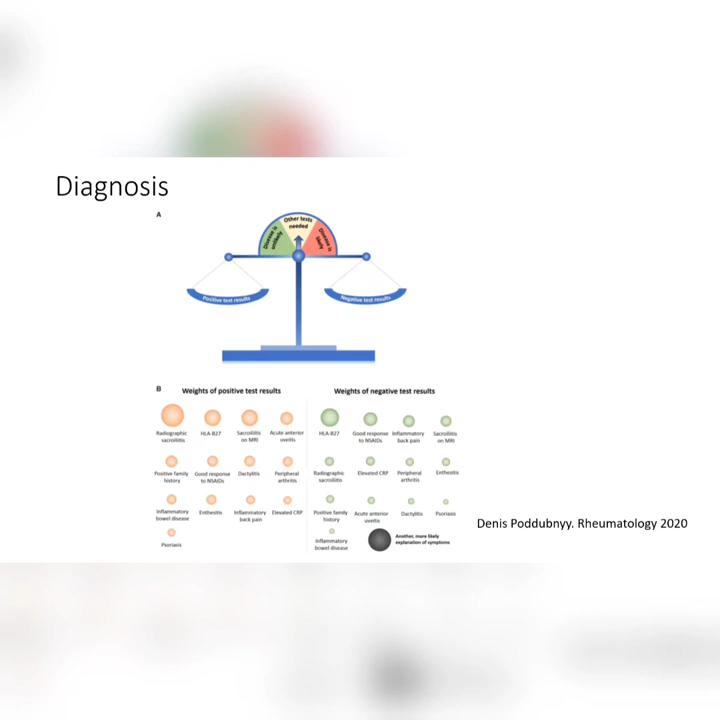 Diagnosis
A
Other tests
needed
Disease is
unlikely
Disease is
likely
Positive test results
Negative test results
B
Weights of positive test results
Weights of negative test results
Radiographic
sacroiliitis
HLA-B27
Sacroiliitis
on MRI
Acute anterior
uveitis
HLA-B27
Good response
to NSAIDs
Inflammatory
back pain
Sacroiliitis
on MRI
Positive family
history
Good response
to NSAIDs
Dactylitis
Peripheral
arthritis
Radiographic
sacroiliitis
Elevated CRP
Peripheral
arthritis
Enthesitis
Inflammatory
bowel disease
Enthesitis
Inflammatory
back pain
Elevated CRP
Positive family
history
Acute anterior
uveitis
Dactylitis
Psoriasis
Psoriasis
Inflammatory
bowel disease
Another, more likely
explanation of symptoms
Denis Poddubnyy. Rheumatology 2020